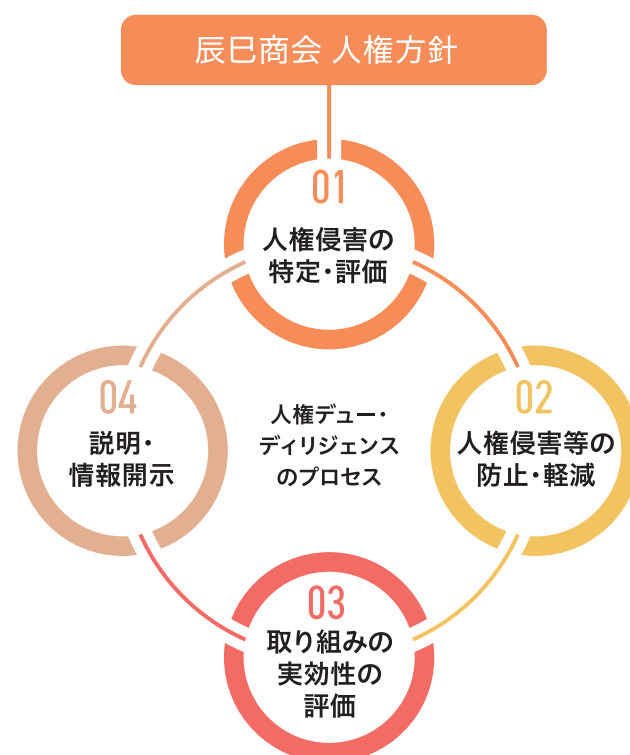 辰巳商会 人権方針
01
人権侵害の
特定・評価
02
人権侵害等の
防止・軽減
03
取り組みの
実効性の
評価
04
説明・
情報開示
人権デュー・
ディリジェンス
のプロセス